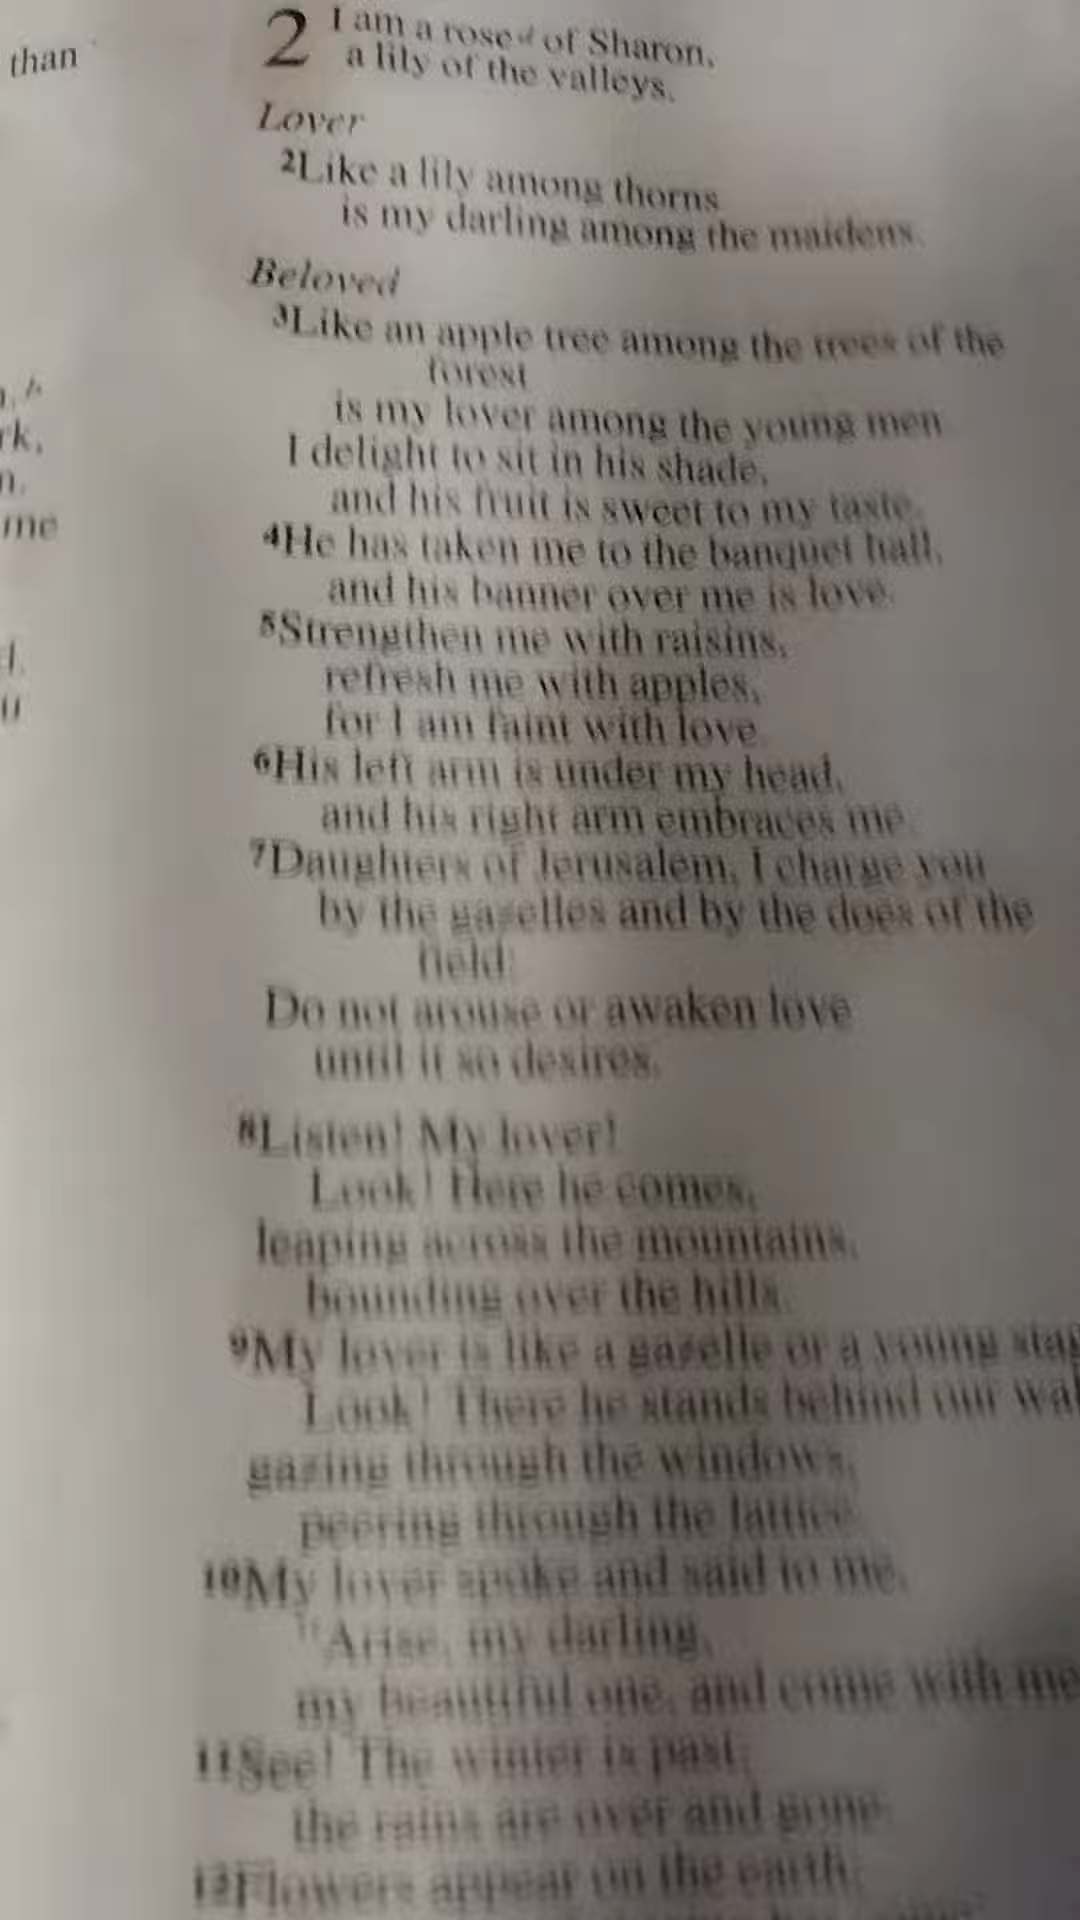 than
rk,
me
2 I am a rose d of Sharon,
a lily of the valleys.
Lover
2Like a lily among thorns
is my darling among the maidens.
Beloved
3Like an apple tree among the trees of the
forest
is my lover among the young men.
I delight to sit in his shade,
and his fruit is sweet to my taste.
4He has taken me to the banquet hall,
and his banner over me is love.
5Strengthen me with raisins,
refresh me with apples,
for I am faint with love.
6His left arm is under my head,
and his right arm embraces me.
7Daughters of Jerusalem, I charge you
by the gazelles and by the does of the
field:
Do not arouse or awaken love
until it so desires.
8Listen! My lover!
Look! Here he comes,
leaping across the mountains,
bounding over the hills.
9My lover is like a gazelle or a young stag
Look! There he stands behind our wal
gazing through the windows,
peering through the lattice.
10My lover spoke and said to me,
"Arise, my darling,
my beautiful one, and come with me
11See! The winter is past;
the rains are over and gone.
12Flowers appear on the earth;